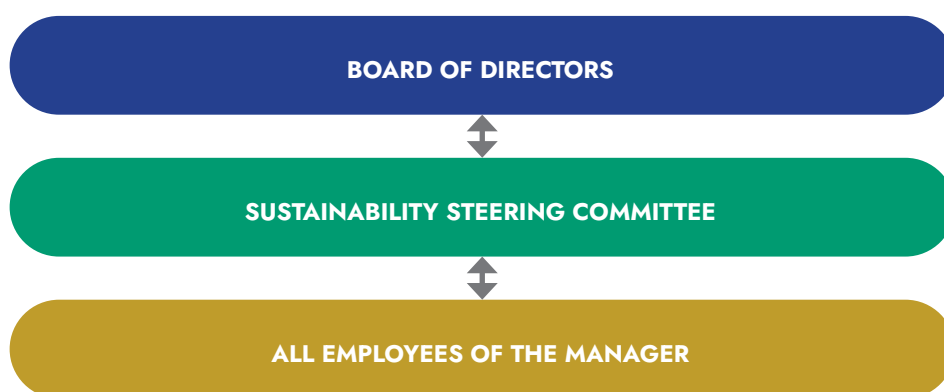 BOARD OF DIRECTORS
SUSTAINABILITY STEERING COMMITTEE
ALL EMPLOYEES OF THE MANAGER